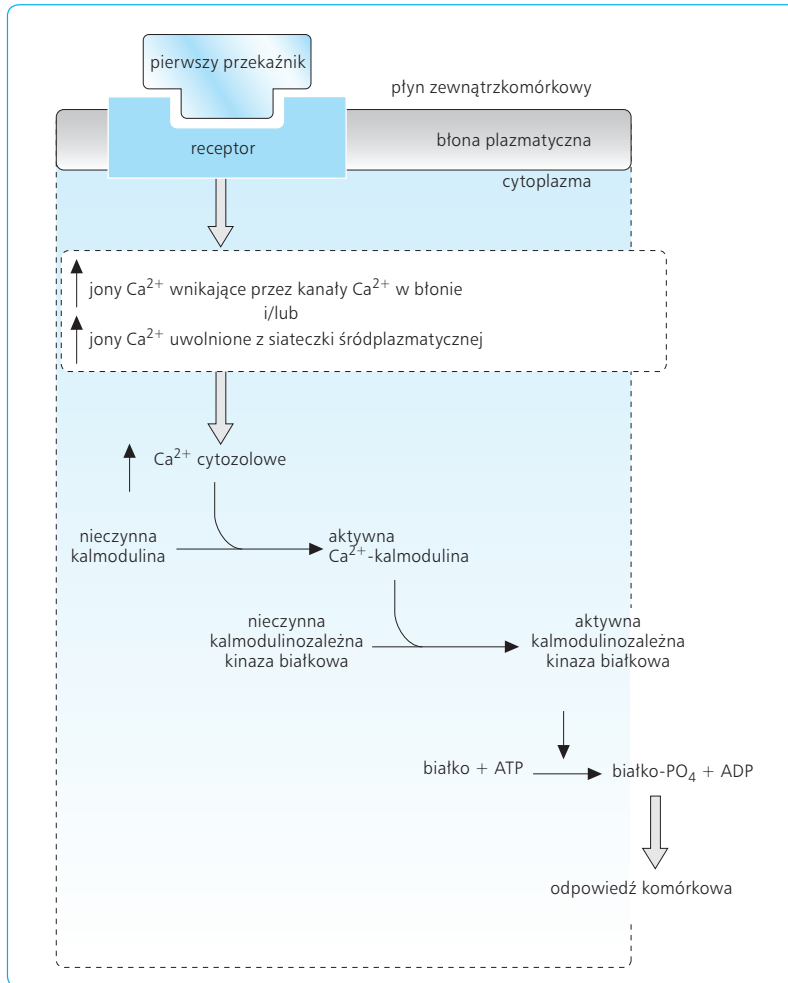 pierwszy przekaźnik
płyn zewnątrzkomórkowy
błona plazmatyczna
receptor
cytoplazma
jony Ca²⁺ wnikające przez kanały Ca²⁺ w błonie
i/lub
jony Ca²⁺ uwolnione z siateczki śródplazmatycznej
Ca²⁺ cytozolowe
nieczynna
kalmodulina
aktywna
Ca²⁺-kalmodulina
nieczynna
kalmodulinozależna
kinaza białkowa
aktywna
kalmodulinozależna
kinaza białkowa
białko + ATP
białko-PO₄ + ADP
odpowiedź komórkowa